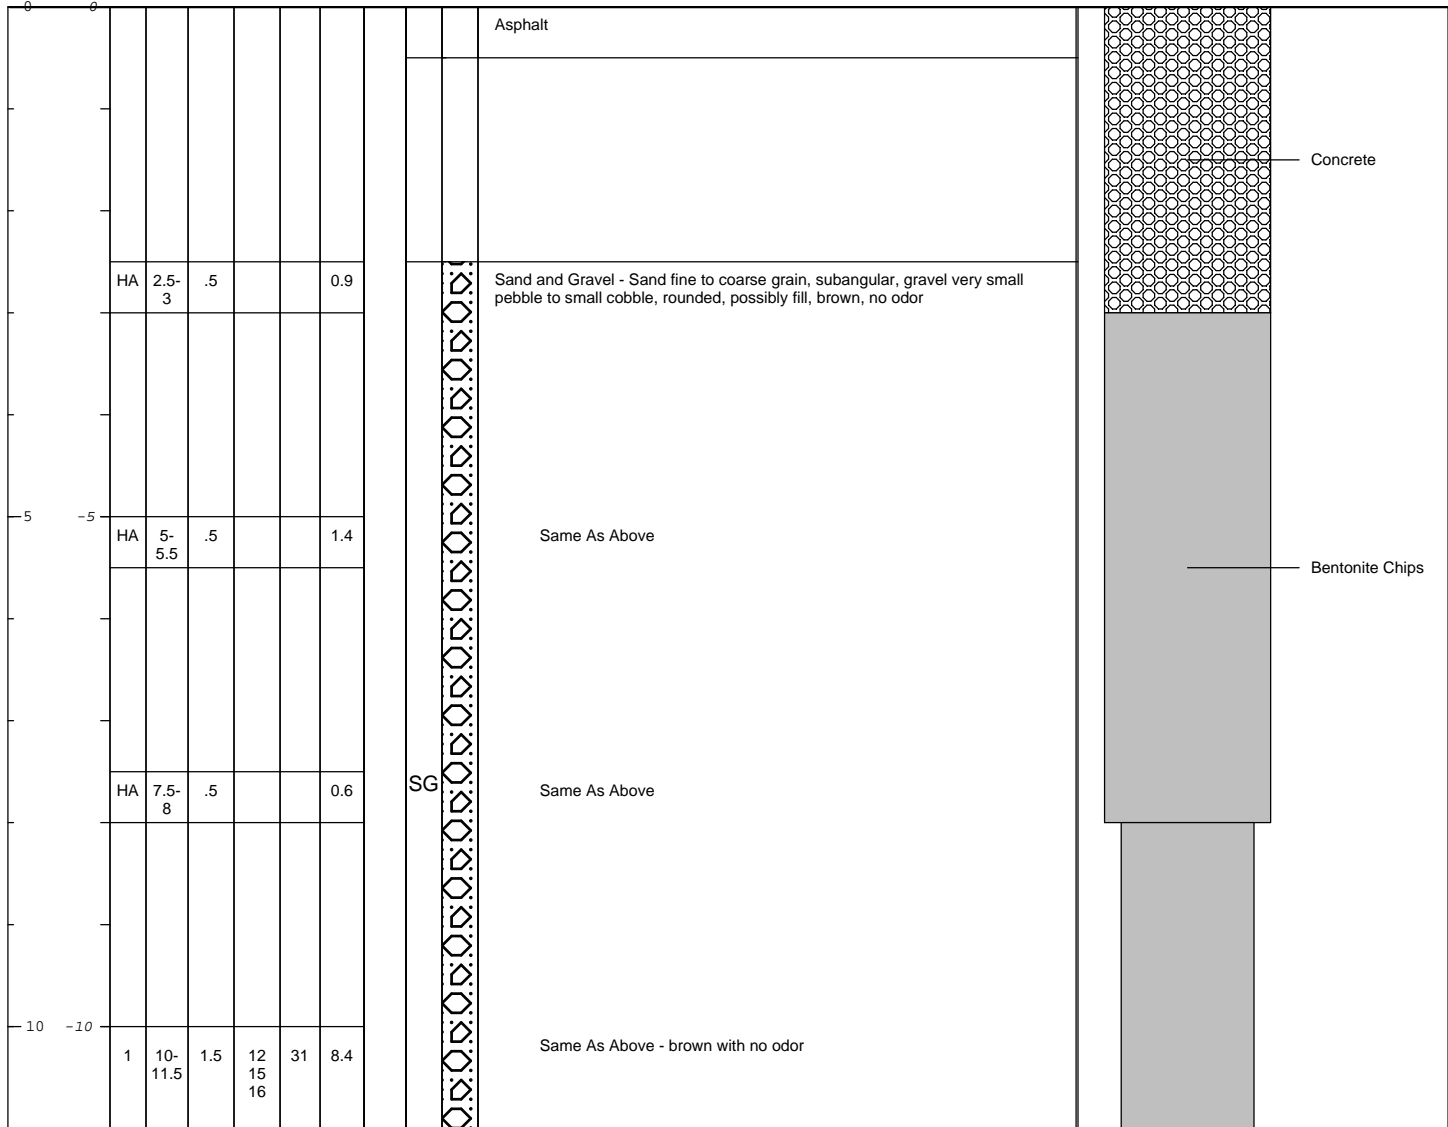 0 0
Asphalt
Concrete
HA 2.5- .5 0.9 Sand and Gravel - Sand fine to coarse grain, subangular, gravel very small
3 pebble to small cobble, rounded, possibly fill, brown, no odor
5 -5
HA 5- .5 1.4 Same As Above
5.5
Bentonite Chips
HA 7.5- .5 0.6 SG Same As Above
8
10 -10
1 10- 1.5 12 31 8.4 Same As Above - brown with no odor
11.5 15
16